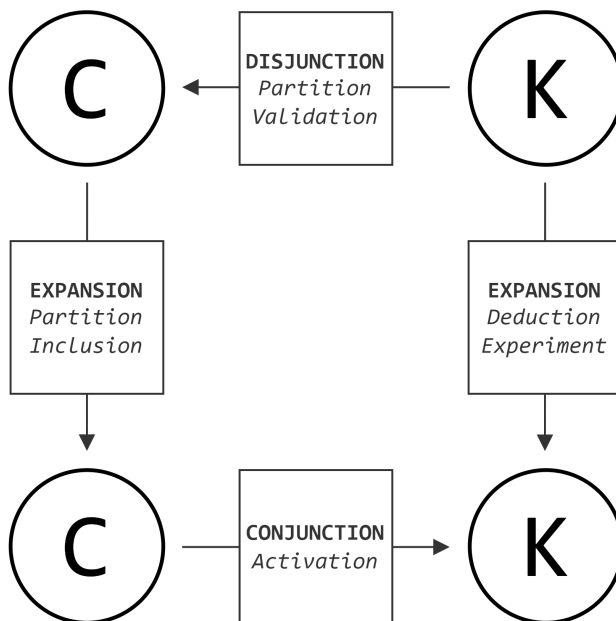 C
DISJUNCTION
Partition
Validation
K
EXPANSION
Partition
Inclusion
EXPANSION
Deduction
Experiment
C
CONJUNCTION
Activation
K